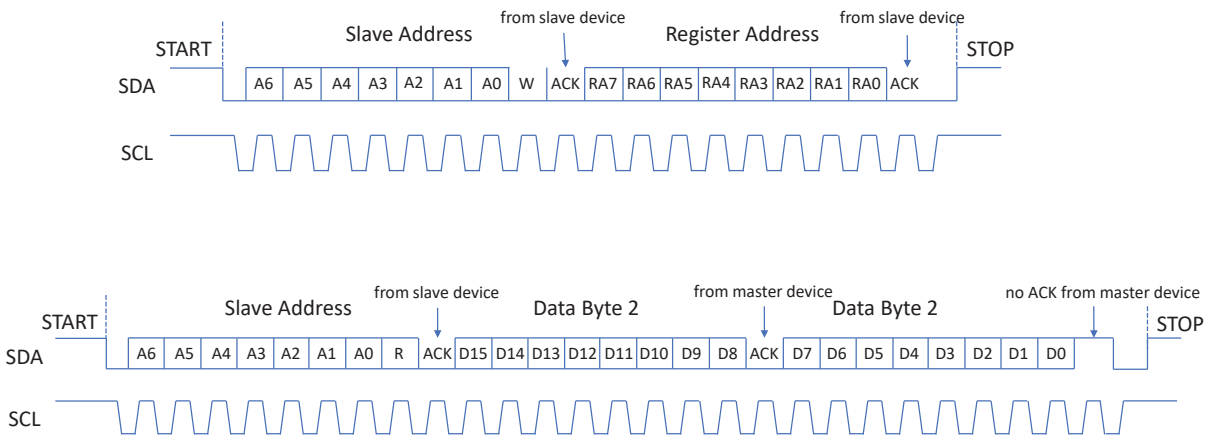 from slave device
from slave device
Slave Address
Register Address
START
STOP
SDA
A6 A5 A4 A3 A2 A1 A0 W ACK RA7 RA6 RA5 RA4 RA3 RA2 RA1 RA0 ACK
SCL
from slave device
from master device
no ACK from master device
Slave Address
Data Byte 2
Data Byte 2
START
STOP
SDA
A6 A5 A4 A3 A2 A1 A0 R ACK D15 D14 D13 D12 D11 D10 D9 D8 ACK D7 D6 D5 D4 D3 D2 D1 D0
SCL